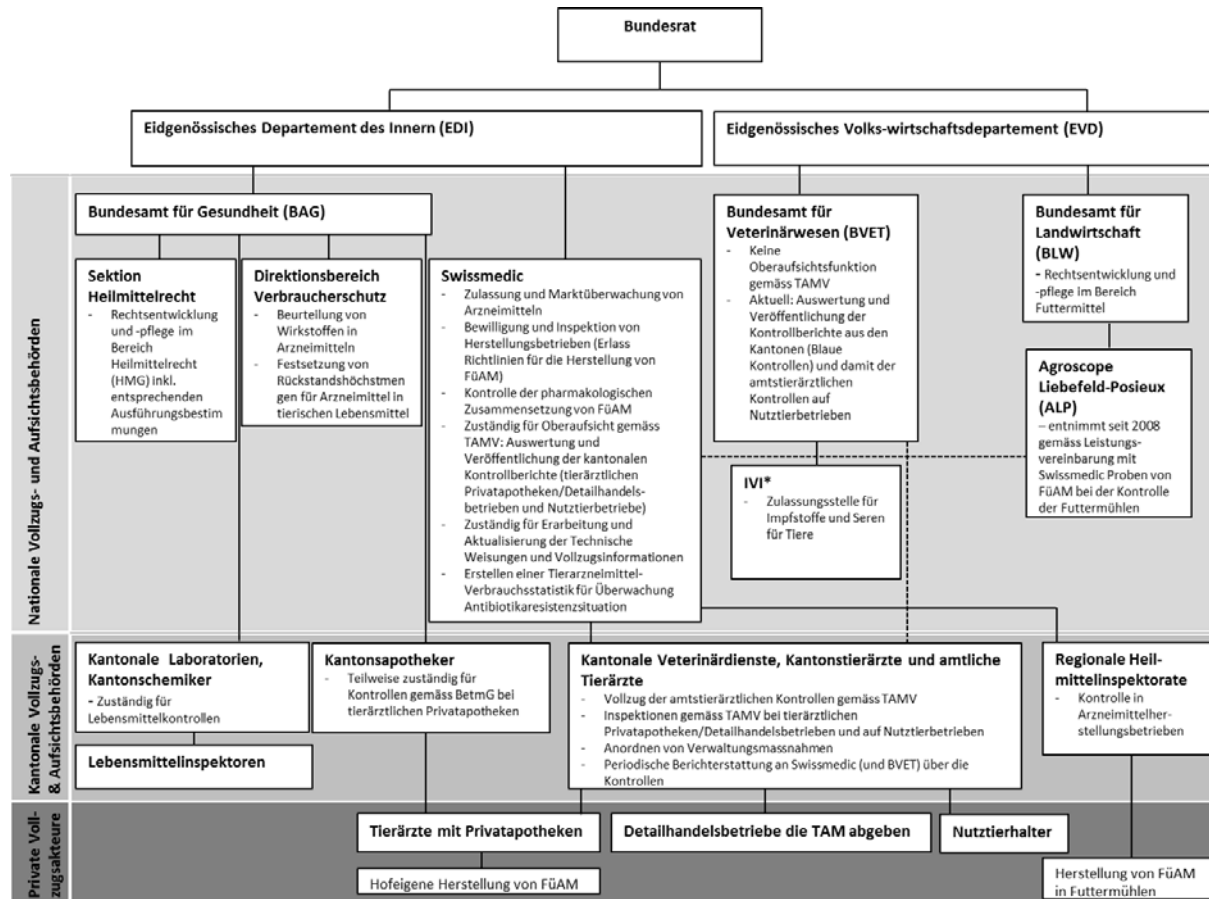 Bundesrat
Eidgenössisches Departement des Innern (EDI)
Eidgenössisches Volks-wirtschaftsdepartement (EVD)
Nationale Vollzugs- und Aufsichtsbehörden
Bundesamt für Gesundheit (BAG)
Sektion
Heilmittelrecht
- Rechtsentwicklung
und -pflege im
Bereich
Heilmittelrecht
(HMG) inkl.
entsprechenden
Ausführungsbestim
mungen
Direktionsbereich
Verbraucherschutz
- Beurteilung von
Wirkstoffen in
Arzneimitteln
- Festsetzung von
Rückstandshöchstmen
gen für Arzneimittel in
tierischen Lebensmittel
Swissmedic
- Zulassung und Marktüberwachung von
Arzneimitteln
- Bewilligung und Inspektion von
Herstellungsbetrieben (Erlass
Richtlinien für die Herstellung von
FüAM)
- Kontrolle der pharmakologischen
Zusammensetzung von FüAM
- Zuständig für Oberaufsicht gemäss
TAMV: Auswertung und
Veröffentlichung der kantonalen
Kontrollberichte (tierärztlichen
Privatapotheken/Detailhandels-
betrieben und Nutztierbetriebe)
- Zuständig für Erarbeitung und
Aktualisierung der Technische
Weisungen und Vollzugsinformationen
- Erstellen einer Tierarzneimittel-
Verbrauchsstatistik für Überwachung
Antibiotikaresistenzsituation
Bundesamt für
Veterinärwesen (BVET)
- Keine
Oberaufsichtsfunktion
gemäss TAMV
- Aktuell: Auswertung und
Veröffentlichung der
Kontrollberichte aus den
Kantonen (Blaue
Kontrollen) und damit der
amtstierärztlichen
Kontrollen auf
Nutztierbetrieben
IVI*
- Zulassungsstelle für
Impfstoffe und Seren
für Tiere
Bundesamt für
Landwirtschaft
(BLW)
- Rechtsentwicklung und
-pflege im Bereich
Futtermittel
Agroscope
Liebefeld-Posieux
(ALP)
– entnimmt seit 2008
gemäss Leistungs-
vereinbarung mit
Swissmedic Proben von
FüAM bei der Kontrolle
der Futtermühlen
Kantonale Vollzugs-
& Aufsichtsbehörden
Kantonale Laboratorien,
Kantonschemiker
- Zuständig für
Lebensmittelkontrollen
Lebensmittelinspektoren
Kantonsapotheker
- Teilweise zuständig für
Kontrollen gemäss BetmG bei
tierärztlichen Privatapotheken
Kantonale Veterinärdienste, Kantonstierärzte und amtliche
Tierärzte
- Vollzug der amtstierärztlichen Kontrollen gemäss TAMV
- Inspektionen gemäss TAMV bei tierärztlichen
Privatapotheken/Detailhandelsbetrieben und auf Nutztierbetrieben
- Anordnen von Verwaltungsmassnahmen
- Periodische Berichterstattung an Swissmedic (und BVET) über die
Kontrollen
Regionale Heil-
mittelinspektorate
- Kontrolle in
Arzneimittelher-
stellungsbetrieben
Private Voll-
zugsakteure
Tierärzte mit Privatapotheken
Hofeigene Herstellung von FüAM
Detailhandelsbetriebe die TAM abgeben
Nutztierhalter
Herstellung von FüAM
in Futtermühlen